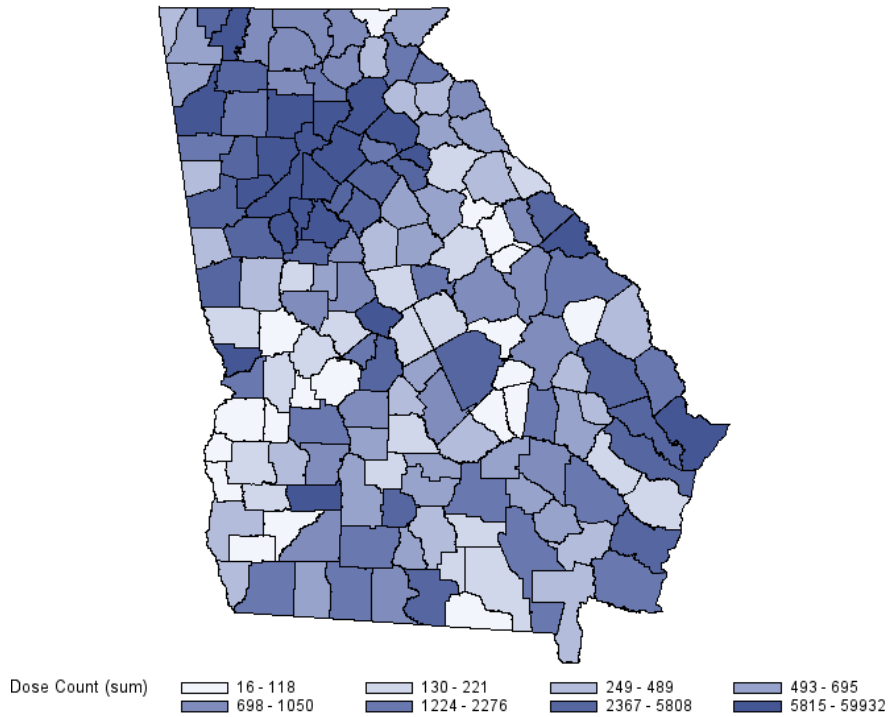 Dose Count (sum) 16 - 118 130 - 221 249 - 489 493 - 695
698 - 1050 1224 - 2276 2367 - 5808 5815 - 59932